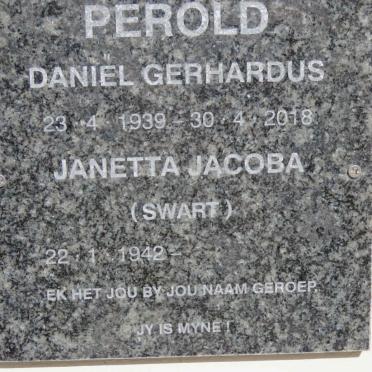 PEROLD
DANIEL GERHARDUS
23 · 4 · 1939 - 30 · 4 · 2018
JANETTA JACOBA
( SWART )
22 · 1 · 1942 -
EK HET JOU BY JOU NAAM GEROEP,
JY IS MYNE !